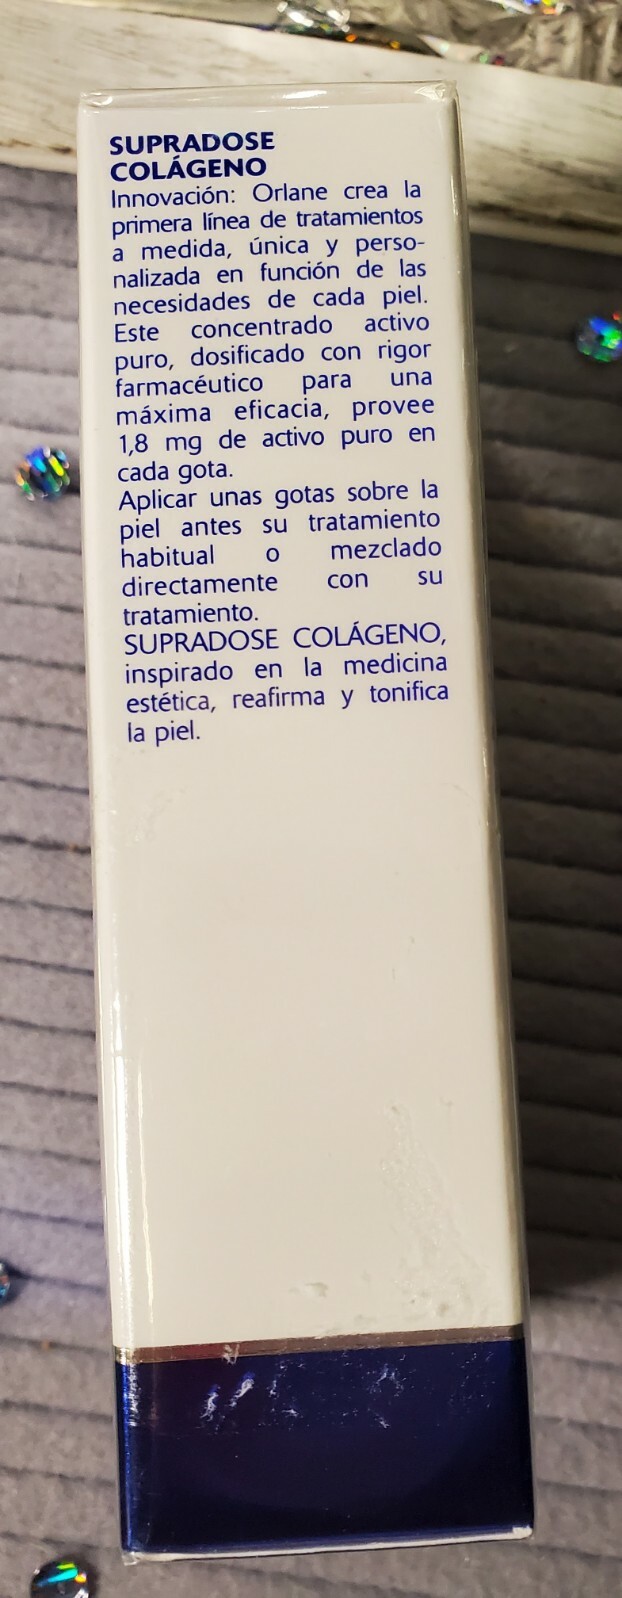 SUPRADOSE
COLÁGENO
Innovación: Orlane crea la
primera línea de tratamientos
a medida, única y perso-
nalizada en función de las
necesidades de cada piel.
Este concentrado activo
puro, dosificado con rigor
farmacéutico para una
máxima eficacia, provee
1,8 mg de activo puro en
cada gota.
Aplicar unas gotas sobre la
piel antes su tratamiento
habitual o mezclado
directamente con su
tratamiento.
SUPRADOSE COLÁGENO,
inspirado en la medicina
estética, reafirma y tonifica
la piel.